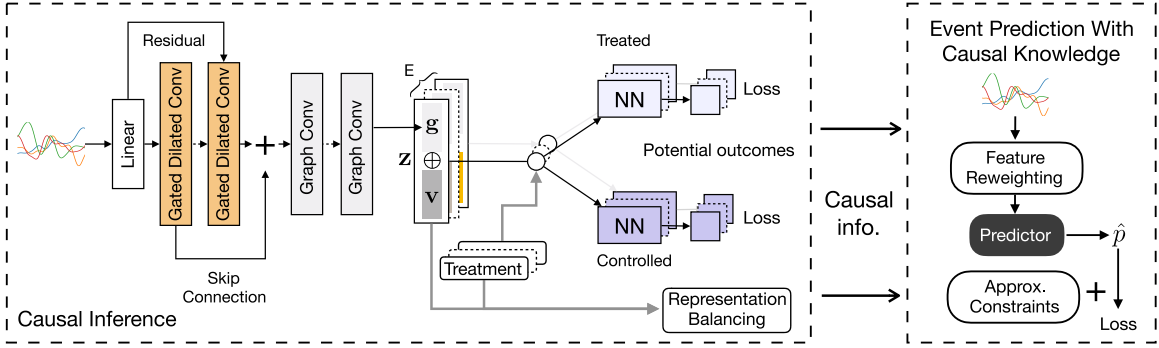 Residual
Linear
Gated Dilated Conv
Gated Dilated Conv
+
Skip
Connection
Graph Conv
Graph Conv
E
g
z ⊕
v
Treatment
Treated
NN
Loss
Potential outcomes
NN
Loss
Controlled
Representation
Balancing
Causal Inference
Causal
info.
Event Prediction With
Causal Knowledge
Feature
Reweighting
Predictor
p̂
Approx.
Constraints
+
Loss